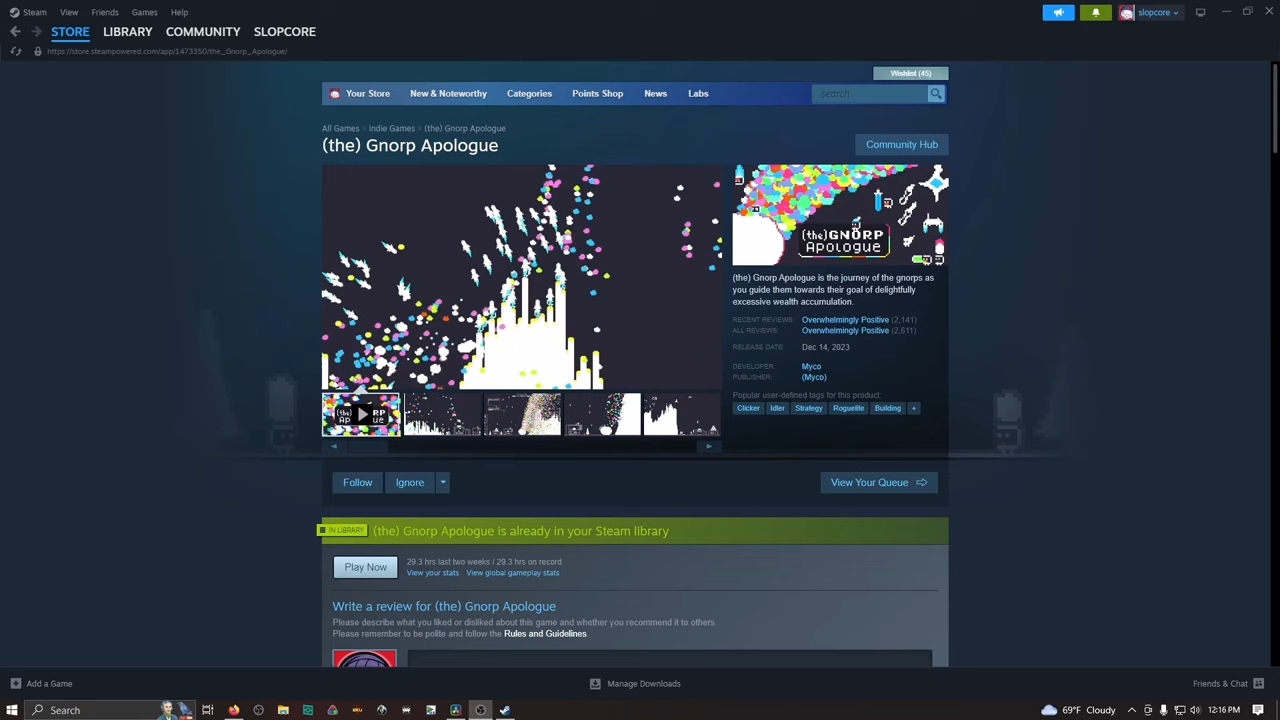 Steam View Friends Games Help
slopcore
STORE LIBRARY COMMUNITY SLOPCORE
https://store.steampowered.com/app/1473350/the_Gnorp_Apologue/
Wishlist (45)
Your Store New & Noteworthy Categories Points Shop News Labs
search
All Games > Indie Games > (the) Gnorp Apologue
(the) Gnorp Apologue
Community Hub
(the) GNORP
Apologue
(the) Gnorp Apologue is the journey of the gnorps as
you guide them towards their goal of delightfully
excessive wealth accumulation.
RECENT REVIEWS: Overwhelmingly Positive (2,141)
ALL REVIEWS: Overwhelmingly Positive (2,611)
RELEASE DATE: Dec 14, 2023
DEVELOPER: Myco
PUBLISHER: (Myco)
Popular user-defined tags for this product:
Clicker Idler Strategy Roguelite Building +
Follow Ignore
View Your Queue
IN LIBRARY (the) Gnorp Apologue is already in your Steam library
Play Now
29.3 hrs last two weeks / 29.3 hrs on record
View your stats View global gameplay stats
Write a review for (the) Gnorp Apologue
Please describe what you liked or disliked about this game and whether you recommend it to others
Please remember to be polite and follow the Rules and Guidelines
Add a Game
Manage Downloads
Friends & Chat
Search
69°F Cloudy
12:16 PM